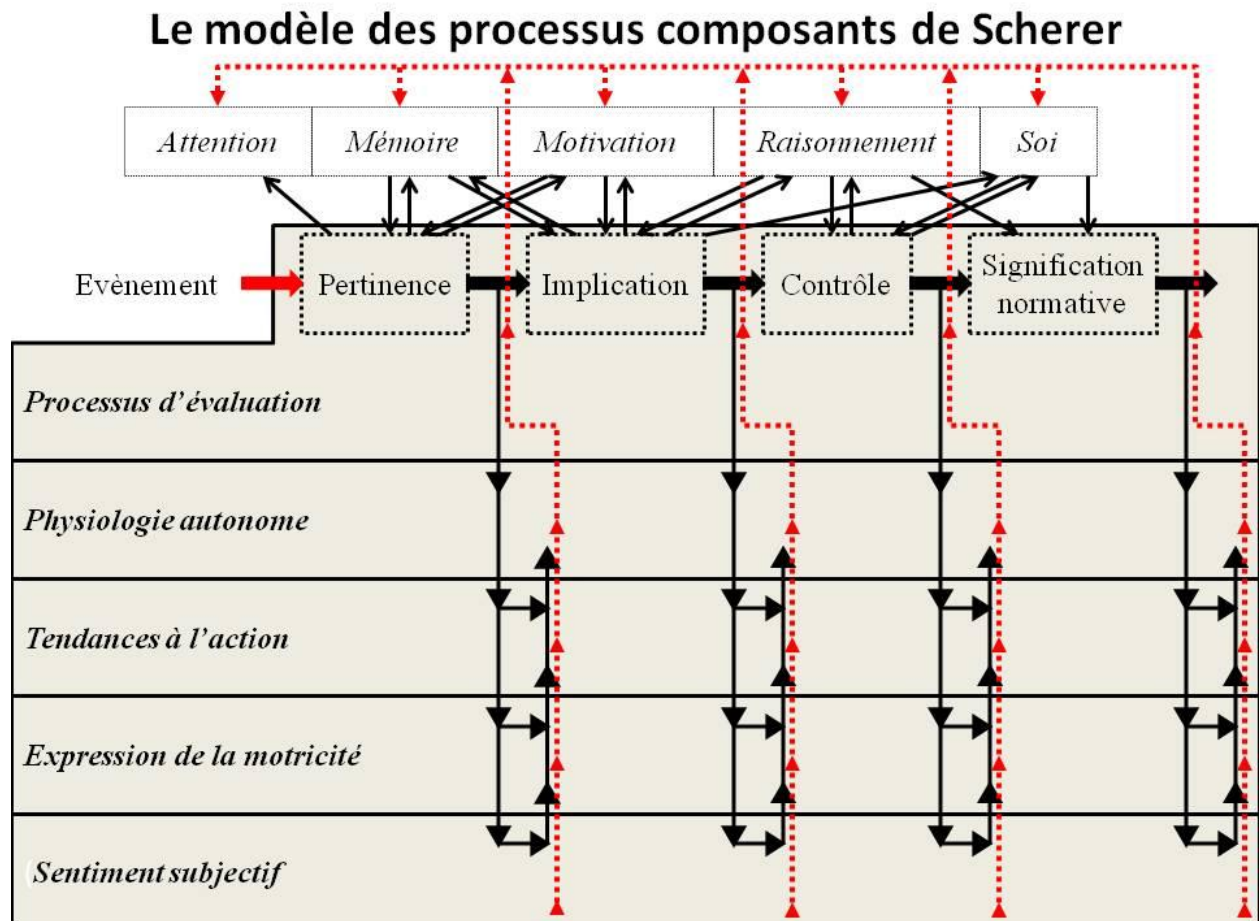 Le modèle des processus composants de Scherer
Attention
Mémoire
Motivation
Raisonnement
Soi
Evènement
Pertinence
Implication
Contrôle
Signification
normative
Processus d'évaluation
Physiologie autonome
Tendances à l'action
Expression de la motricité
(Sentiment subjectif